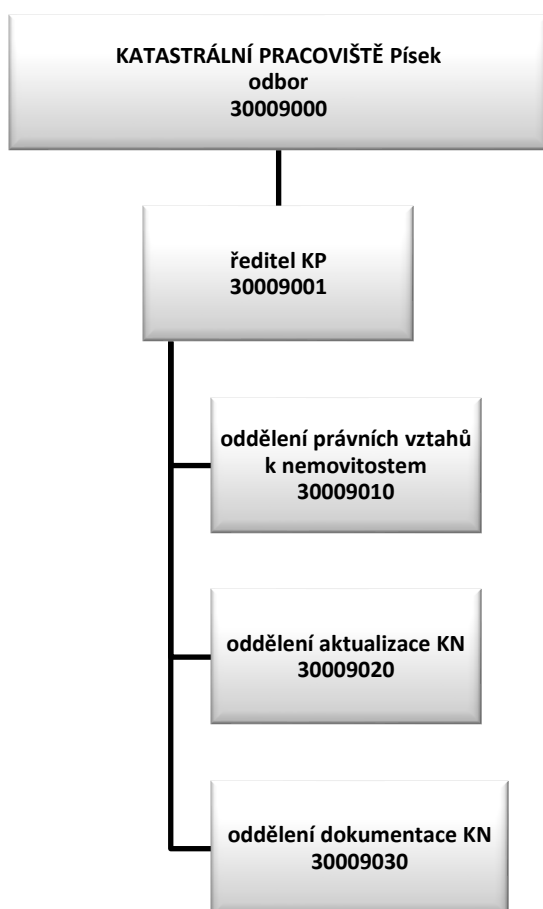 KATASTRÁLNÍ PRACOVIŠTĚ Písek
odbor
30009000
ředitel KP
30009001
oddělení právních vztahů
k nemovitostem
30009010
oddělení aktualizace KN
30009020
oddělení dokumentace KN
30009030